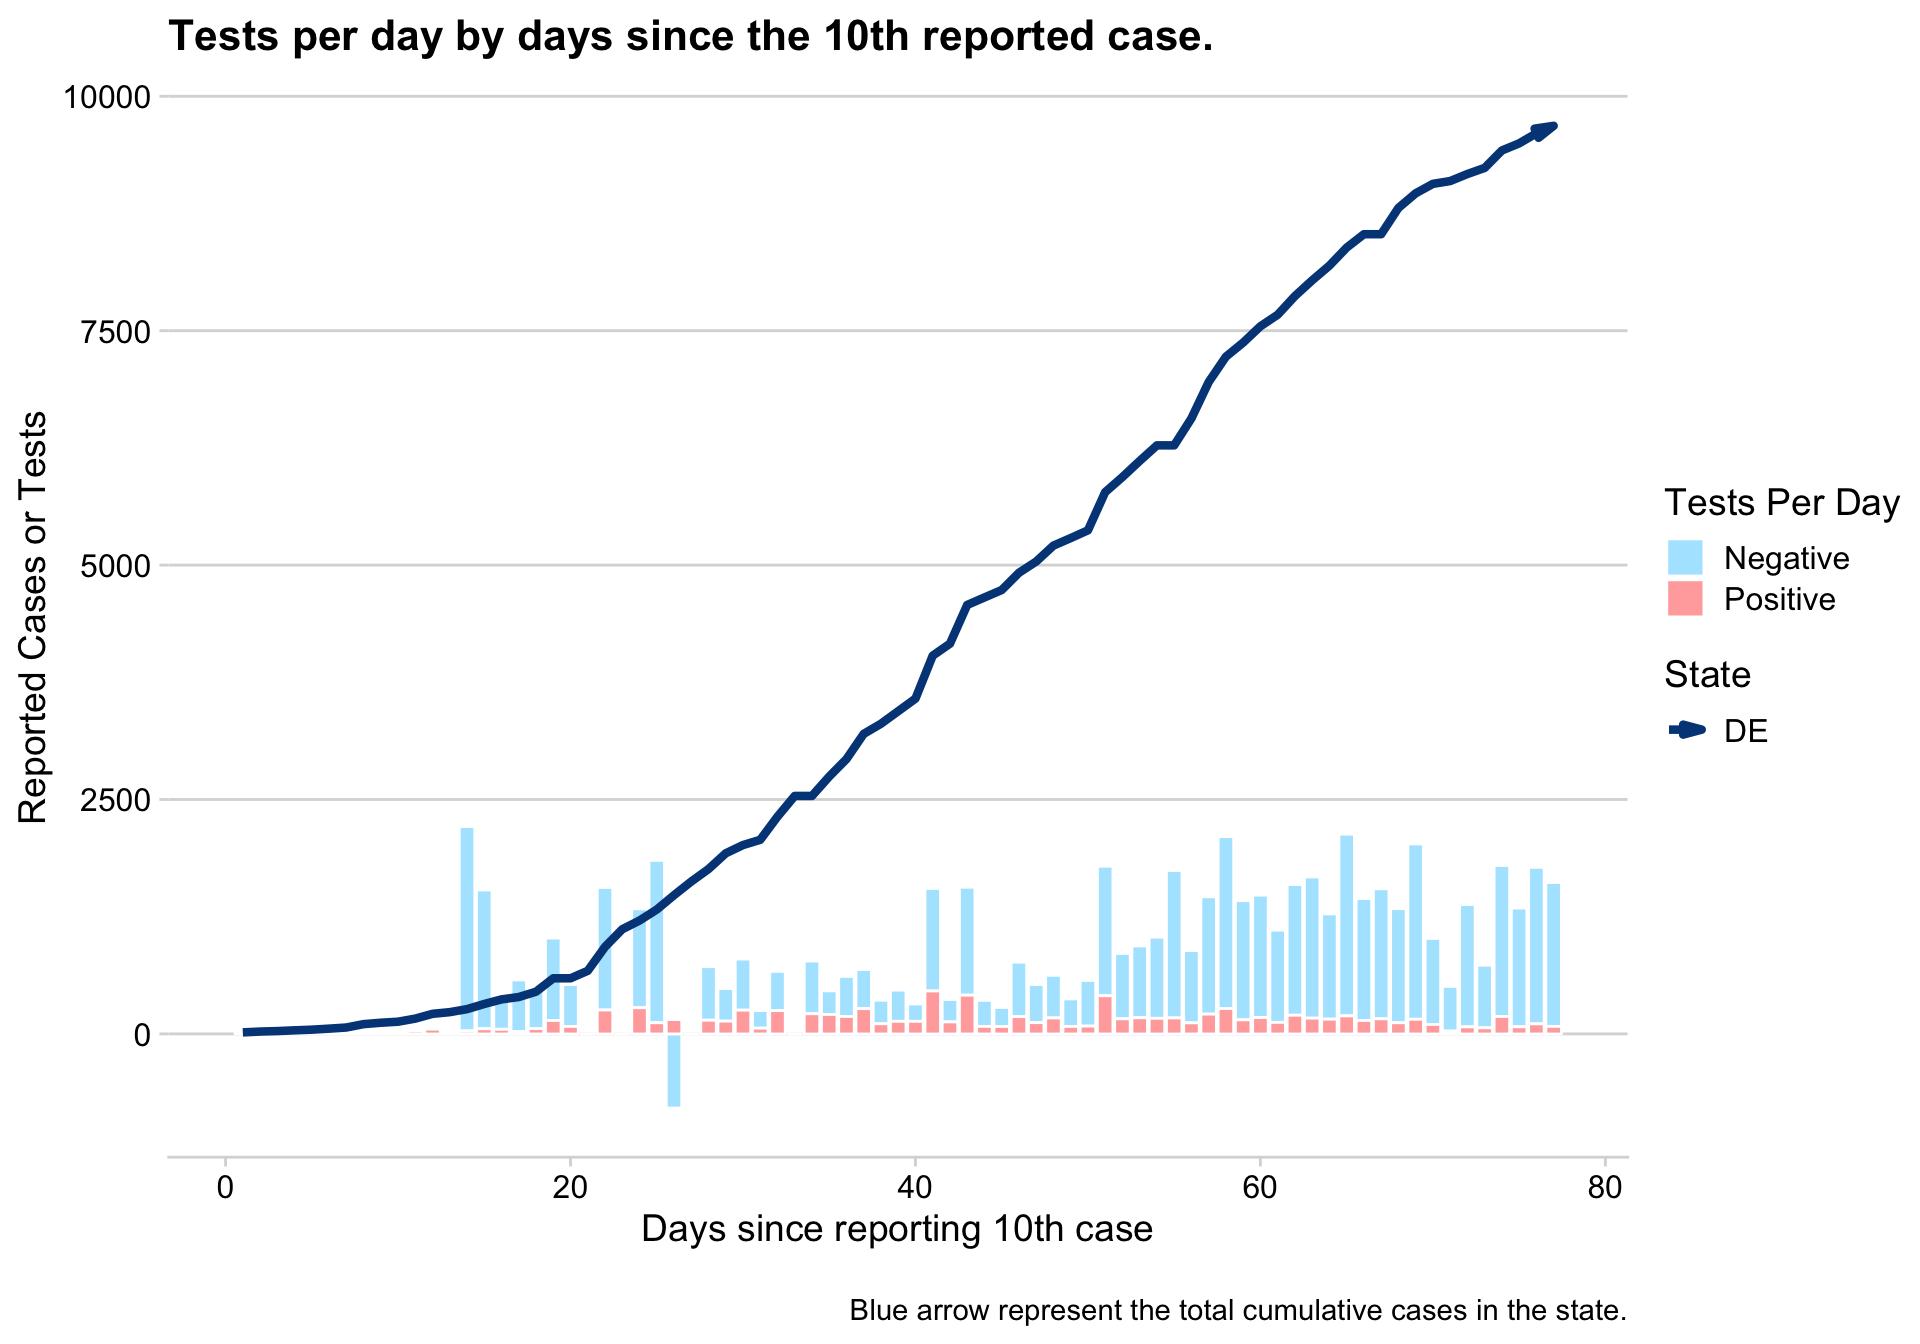 Tests per day by days since the 10th reported case.
10000
7500
5000
2500
0
Reported Cases or Tests
0 20 40 60 80
Days since reporting 10th case
Tests Per Day
Negative
Positive
State
DE
Blue arrow represent the total cumulative cases in the state.